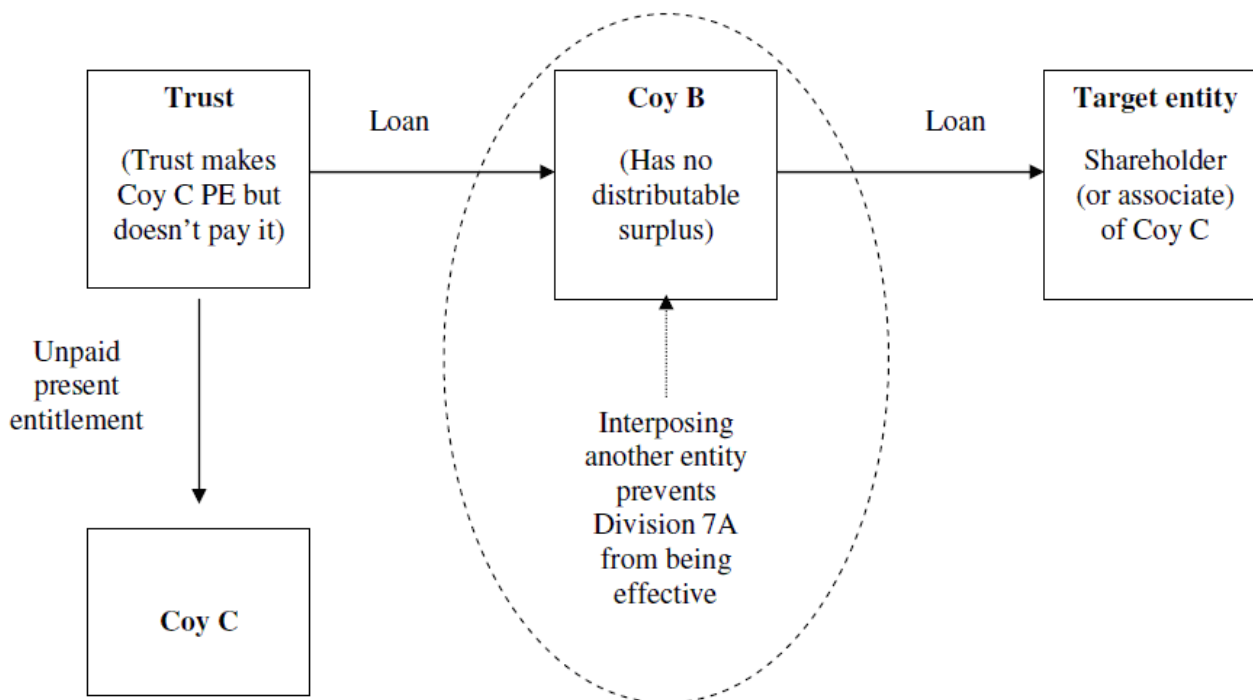 Trust
(Trust makes
Coy C PE but
doesn't pay it)
Loan
Coy B
(Has no
distributable
surplus)
Loan
Target entity
Shareholder
(or associate)
of Coy C
Unpaid
present
entitlement
Interposing
another entity
prevents
Division 7A
from being
effective
Coy C